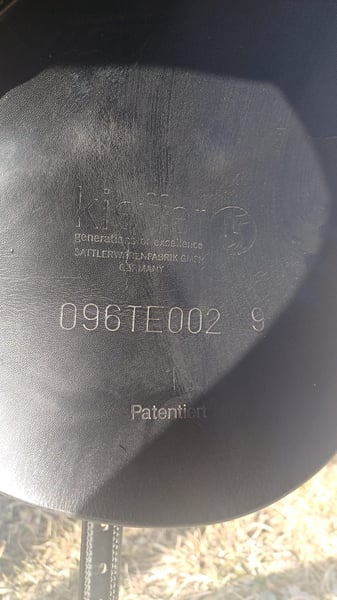 kieffer
generations of excellence
SATTLERWARENFABRIK GMBH
GERMANY
096TE002 9
Patentiert